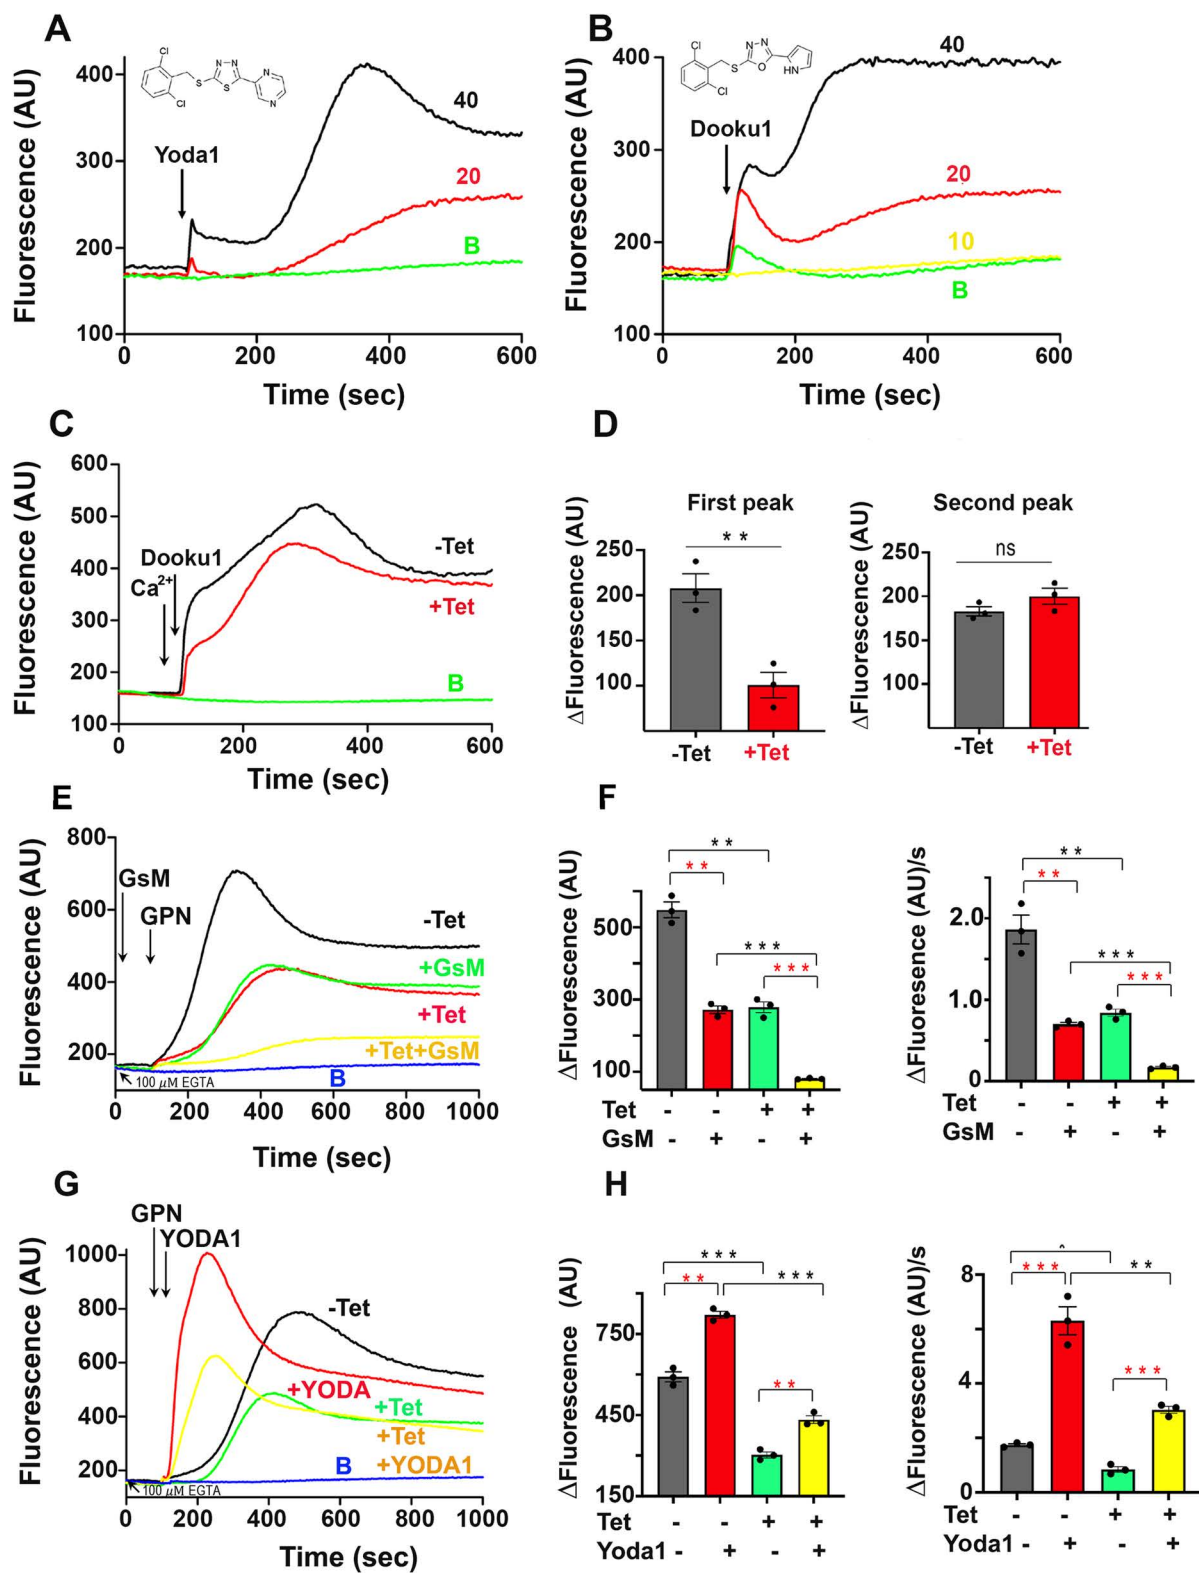 A
Cl
N N
S
S
N
N
Cl
Yoda1
40
20
B
Fluorescence (AU)
400
300
200
100
0 200 400 600
Time (sec)
B
Cl
N N
S
O
HN
Cl
Dooku1
40
20
10
B
Fluorescence (AU)
400
300
200
100
0 200 400 600
Time (sec)
C
Fluorescence (AU)
600
500
400
300
200
100
Dooku1
Ca2+
-Tet
+Tet
B
0 200 400 600
Time (sec)
D
First peak
ΔFluorescence (AU)
250
200
150
100
* *
-Tet +Tet
Second peak
ΔFluorescence (AU)
250
200
150
100
ns
-Tet +Tet
E
Fluorescence (AU)
800
600
400
200
GsM
GPN
-Tet
+GsM
+Tet
+Tet+GsM
B
100 μM EGTA
0 200 400 600 800 1000
Time (sec)
F
ΔFluorescence (AU)
500
300
100
* *
* *
* * *
* * *
Tet - - + +
GsM - + - +
ΔFluorescence (AU)/s
2.0
1.0
0
* *
* *
* * *
* * *
- - + +
- + - +
G
Fluorescence (AU)
1000
800
600
400
200
GPN
YODA1
-Tet
+YODA
+Tet
+Tet
+YODA1
B
100 μM EGTA
0 200 400 600 800 1000
Time (sec)
H
ΔFluorescence (AU)
750
450
150
* * *
* *
* * *
* *
Tet - - + +
Yoda1 - + - +
ΔFluorescence (AU)/s
8
4
0
* * *
* *
* * *
Tet - - + +
Yoda1 - + - +